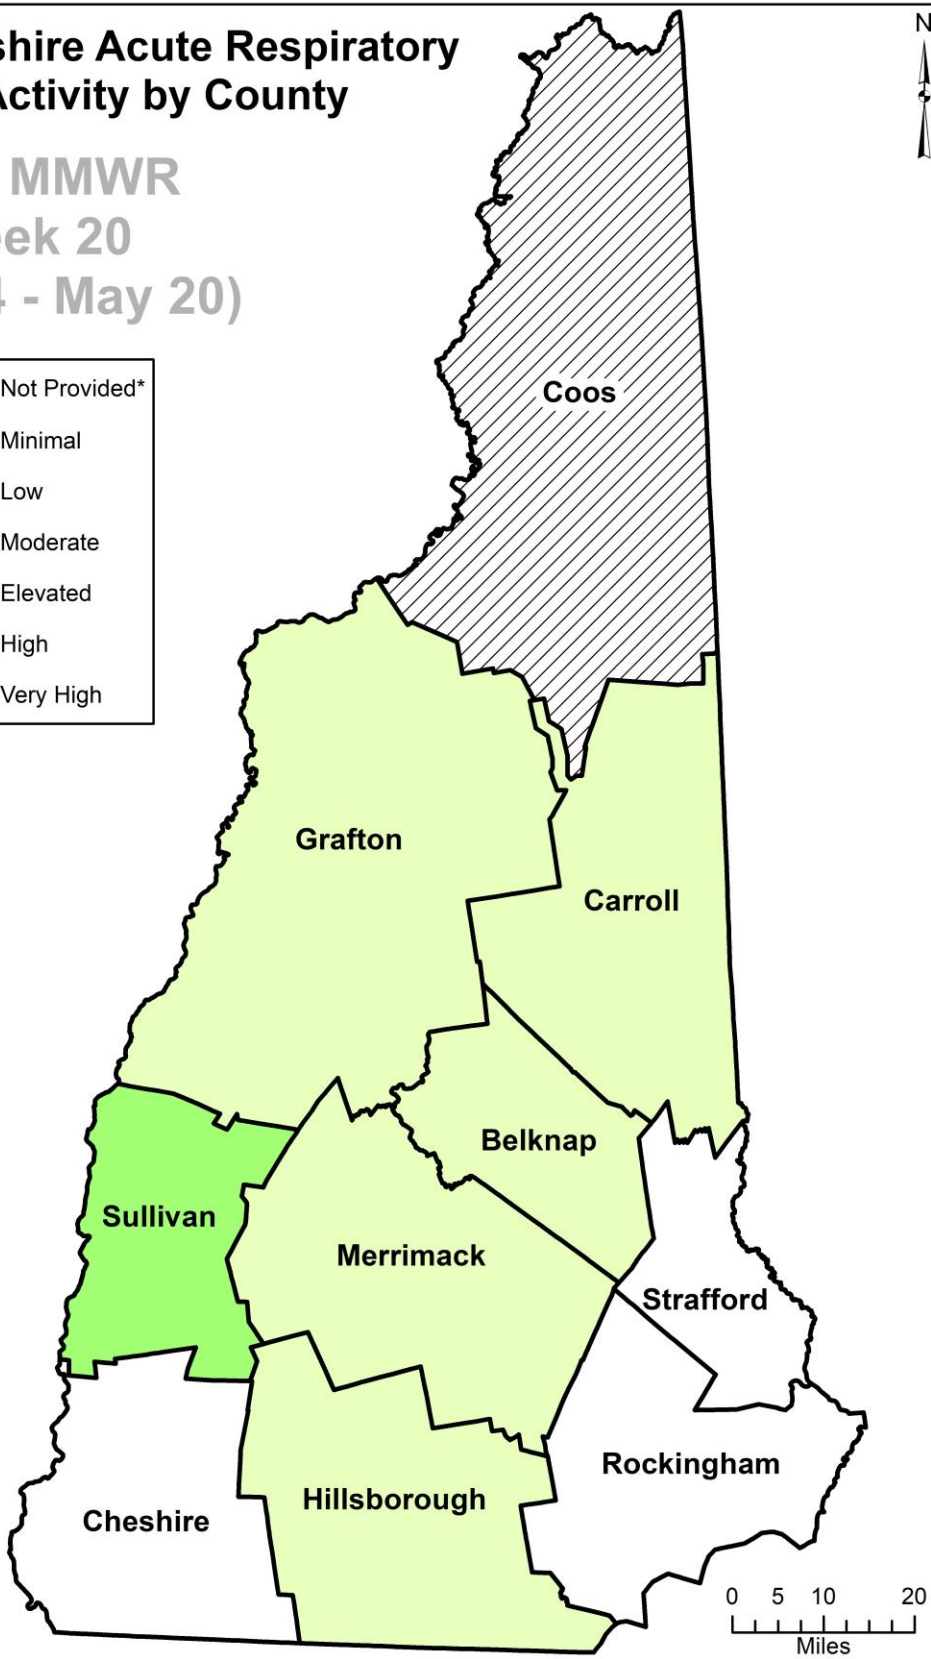 shire Acute Respiratory
Activity by County
MMWR
eek 20
4 - May 20)
N
Not Provided*
Minimal
Low
Moderate
Elevated
High
Very High
Coos
Grafton
Carroll
Belknap
Sullivan
Merrimack
Strafford
Rockingham
Hillsborough
Cheshire
0 5 10 20
Miles